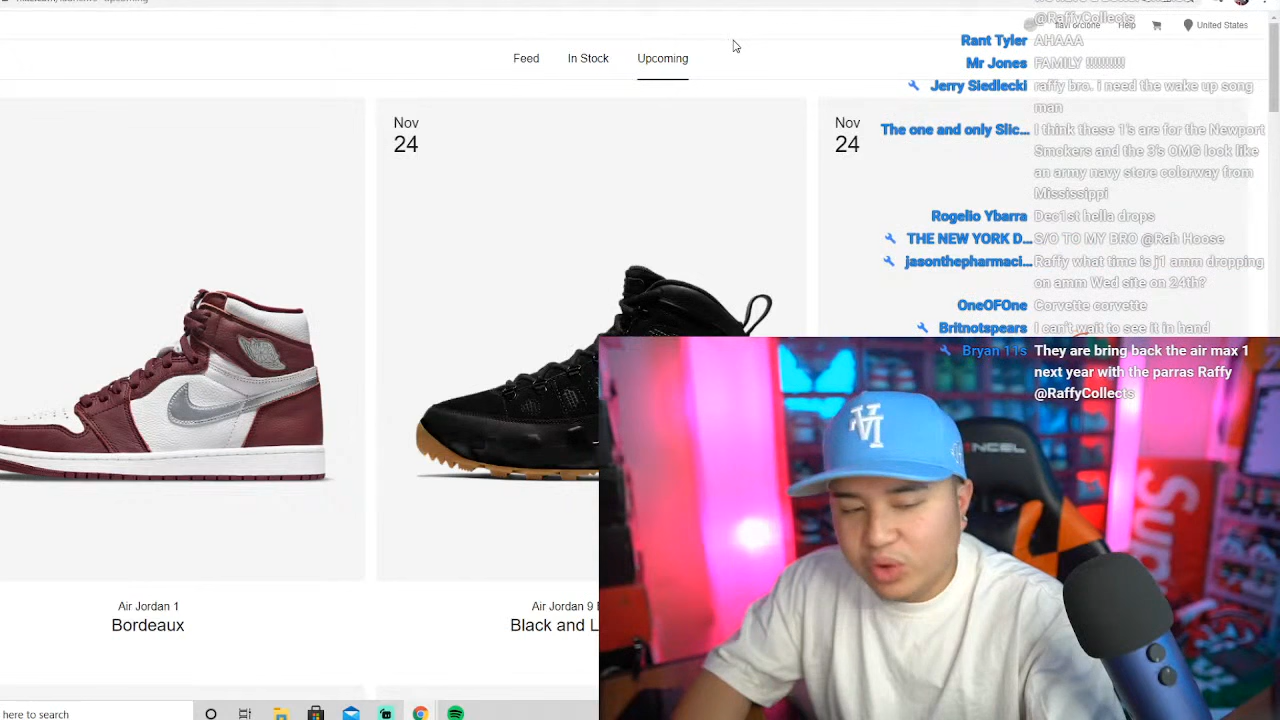 @RaffyCollects
Help
United States
Feed
In Stock
Upcoming
Rant Tyler AHAAA
Mr Jones FAMILY !!!!!!!!!!!
Jerry Siedlecki raffy bro. i need the wake up song
man
The one and only Slic... I think these 1's are for the Newport
Smokers and the 3's OMG look like
an army navy store colorway from
Mississippi
Rogelio Ybarra Dec1st hella drops
THE NEW YORK D... S/O TO MY BRO @Rah Hoose
jasonthepharmaci... Raffy what time is j1 amm dropping
on amm Wed site on 24th?
OneOFOne Corvette corvette
Britnotspears I can't wait to see it in hand
Bryan 11s They are bring back the air max 1
next year with the parras Raffy
@RaffyCollects
Nov
24
Nov
24
NCEL
Sup
Air Jordan 1
Bordeaux
Air Jordan 9
Black and L
here to search